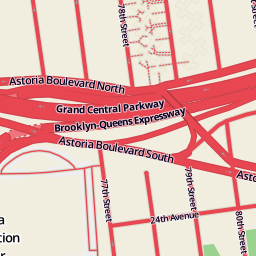 78th Street
Astoria Boulevard North
Grand Central Parkway
Brooklyn-Queens Expressway
Astoria Boulevard South
77th Street
79th Street
24th Avenue
80th Street